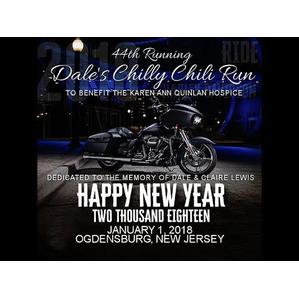 44th Running
Dale's Chilly Chili Run
TO BENEFIT THE KAREN ANN QUINLAN HOSPICE
DEDICATED TO THE MEMORY OF DALE & CLAIRE LEWIS
HAPPY NEW YEAR
TWO THOUSAND EIGHTEEN
JANUARY 1, 2018
OGDENSBURG, NEW JERSEY